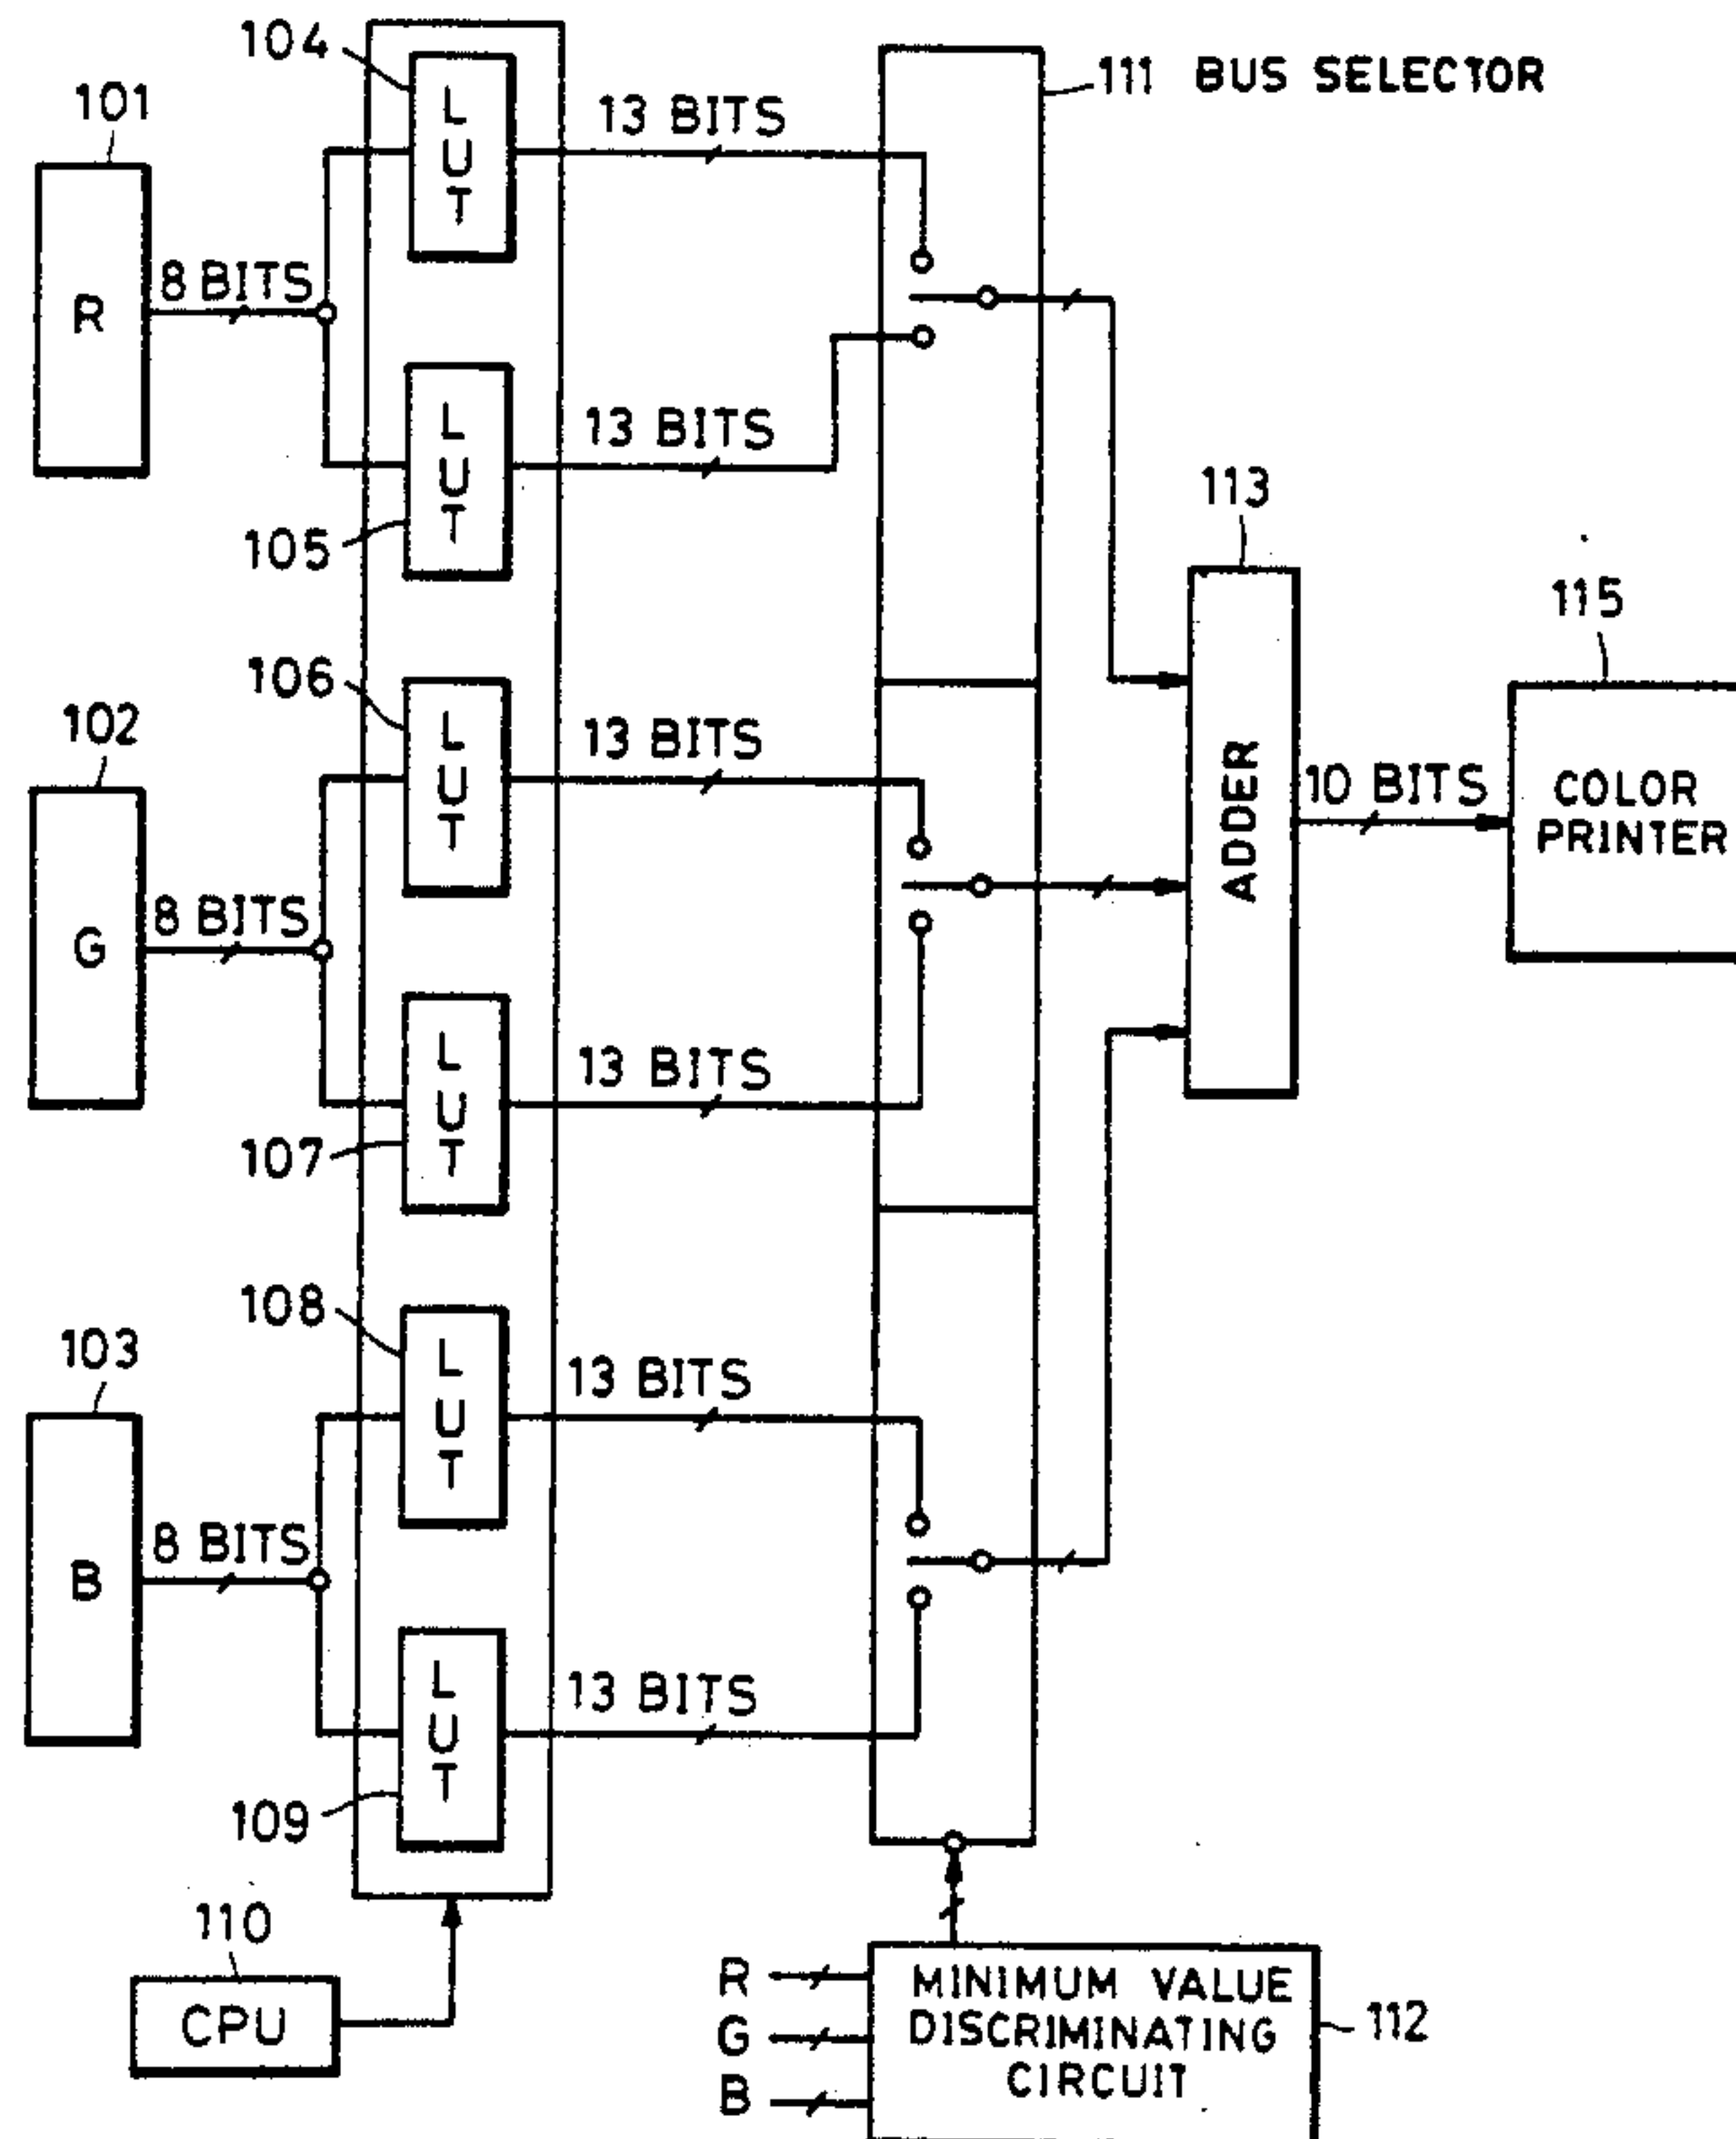 104
111 BUS SELECTOR
101
L
U
T
13 BITS
R
8 BITS
L
U
T
13 BITS
105
113
115
106
L
U
T
13 BITS
102
G
8 BITS
ADDER
10 BITS
COLOR
PRINTER
L
U
T
13 BITS
107
108
L
U
T
13 BITS
103
B
8 BITS
L
U
T
13 BITS
109
110
CPU
R
G
B
MINIMUM VALUE
DISCRIMINATING
CIRCUIT
112